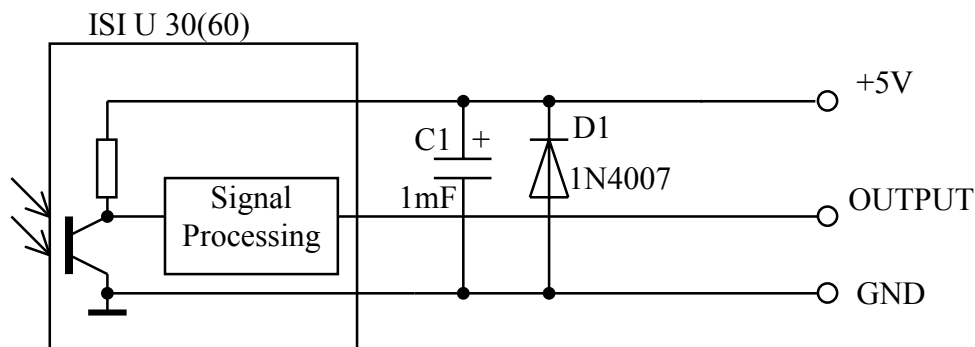 ISI U 30(60)
+5V
C1 +
D1
1mF
1N4007
Signal
Processing
OUTPUT
GND